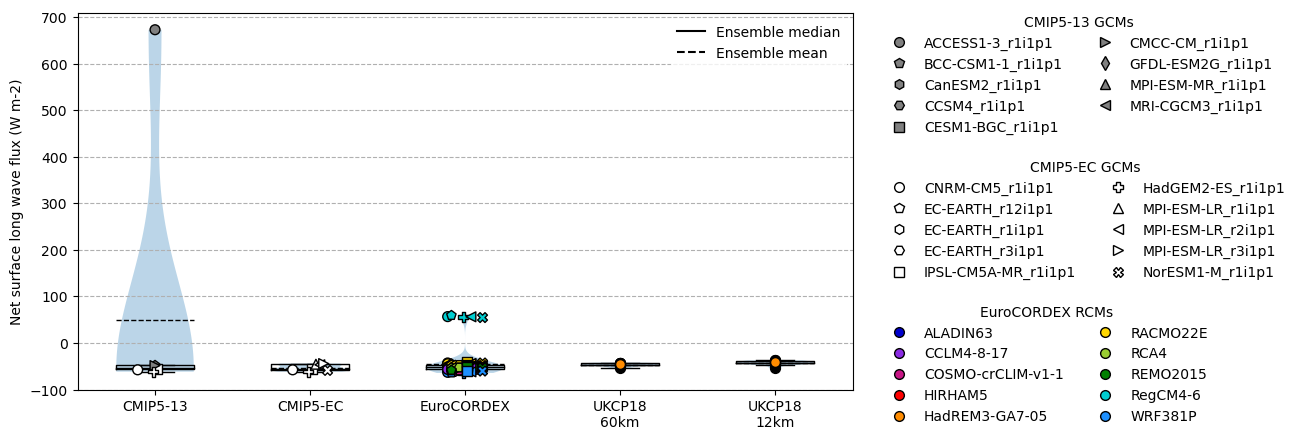 Net surface long wave flux (W m-2)
700
600
500
400
300
200
100
0
−100
Ensemble median
Ensemble mean
CMIP5-13
CMIP5-EC
EuroCORDEX
UKCP18
60km
UKCP18
12km
CMIP5-13 GCMs
ACCESS1-3_r1i1p1
BCC-CSM1-1_r1i1p1
CanESM2_r1i1p1
CCSM4_r1i1p1
CESM1-BGC_r1i1p1
CMCC-CM_r1i1p1
GFDL-ESM2G_r1i1p1
MPI-ESM-MR_r1i1p1
MRI-CGCM3_r1i1p1
CMIP5-EC GCMs
CNRM-CM5_r1i1p1
EC-EARTH_r12i1p1
EC-EARTH_r1i1p1
EC-EARTH_r3i1p1
IPSL-CM5A-MR_r1i1p1
HadGEM2-ES_r1i1p1
MPI-ESM-LR_r1i1p1
MPI-ESM-LR_r2i1p1
MPI-ESM-LR_r3i1p1
NorESM1-M_r1i1p1
EuroCORDEX RCMs
ALADIN63
CCLM4-8-17
COSMO-crCLIM-v1-1
HIRHAM5
HadREM3-GA7-05
RACMO22E
RCA4
REMO2015
RegCM4-6
WRF381P